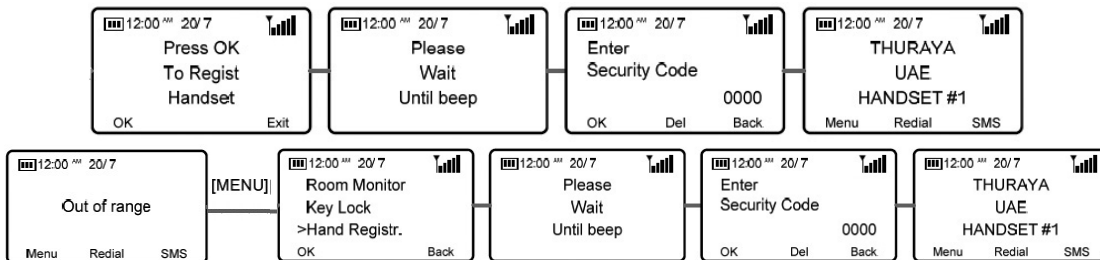 12:00 AM 20/7
Press OK
To Regist
Handset
OK Exit
12:00 AM 20/7
Please
Wait
Until beep
12:00 AM 20/7
Enter
Security Code
0000
OK Del Back
12:00 AM 20/7
THURAYA
UAE
HANDSET #1
Menu Redial SMS
12:00 AM 20/7
Out of range
Menu Redial SMS
[MENU]
12:00 AM 20/7
Room Monitor
Key Lock
>Hand Registr.
OK Back
12:00 AM 20/7
Please
Wait
Until beep
12:00 AM 20/7
Enter
Security Code
0000
OK Del Back
12:00 AM 20/7
THURAYA
UAE
HANDSET #1
Menu Redial SMS